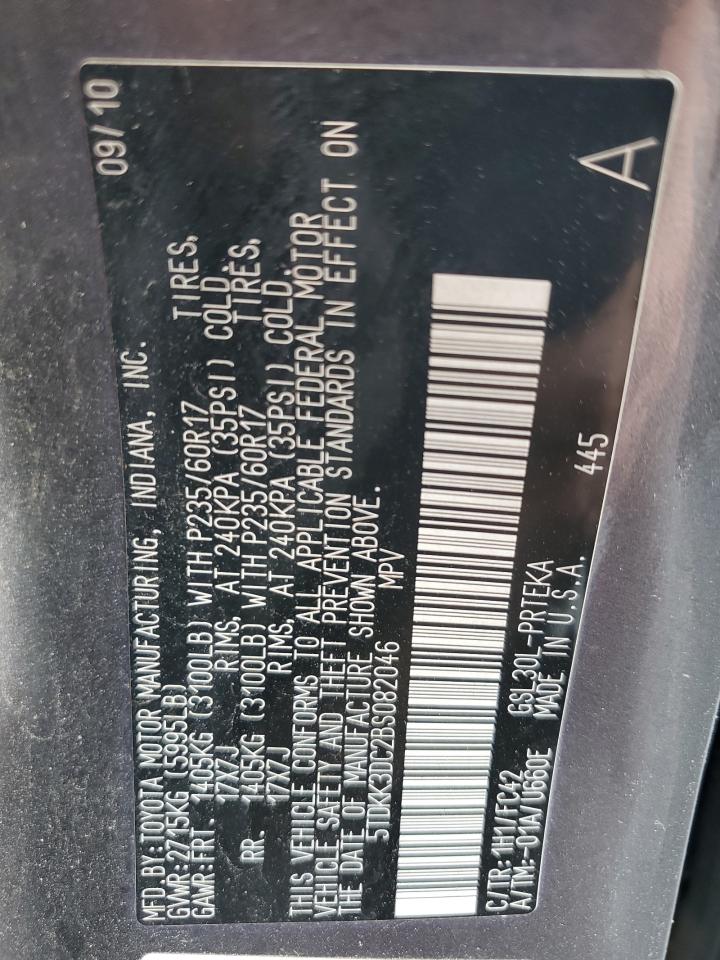 MFD.BY:TOYOTA MOTOR MANUFACTURING, INDIANA, INC. 09/10
GVWR:2715KG (5995LB)
GAWR:FRT. 1405KG (3100LB) WITH P235/60R17 TIRES,
17X7J RIMS, AT 240KPA (35PSI) COLD.
RR. 1405KG (3100LB) WITH P235/60R17 TIRES,
17X7J RIMS, AT 240KPA (35PSI) COLD.
THIS VEHICLE CONFORMS TO ALL APPLICABLE FEDERAL MOTOR
VEHICLE SAFETY AND THEFT PREVENTION STANDARDS IN EFFECT ON
THE DATE OF MANUFACTURE SHOWN ABOVE.
5TDKK3DC2BS082046 MPV
C/TR:1H1/FC42 GSL30L-PRTEKA 445 A
A/TM:-01A/U660E MADE IN U.S.A.